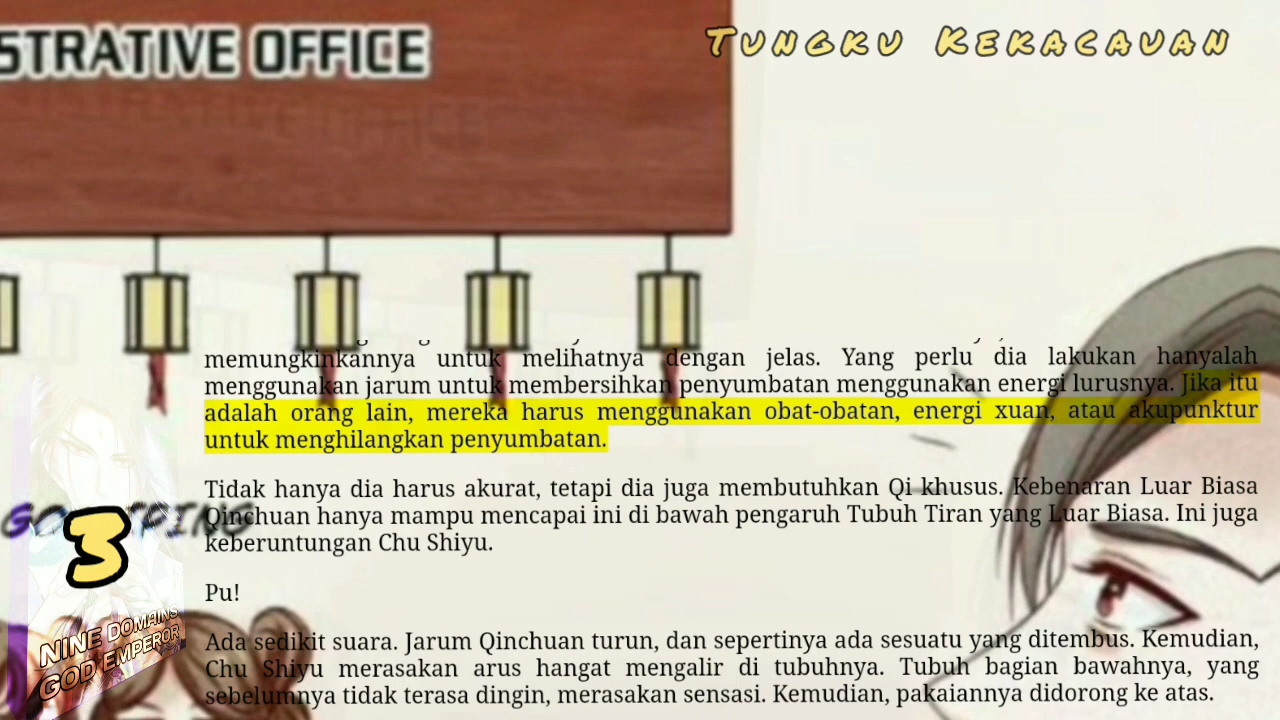 STRATIVE OFFICE
Tungku Kekacauan
memungkinkannya untuk melihatnya dengan jelas. Yang perlu dia lakukan hanyalah
menggunakan jarum untuk membersihkan penyumbatan menggunakan energi lurusnya. Jika itu
adalah orang lain, mereka harus menggunakan obat-obatan, energi xuan, atau akupunktur
untuk menghilangkan penyumbatan.
Tidak hanya dia harus akurat, tetapi dia juga membutuhkan Qi khusus. Kebenaran Luar Biasa
Qinchuan hanya mampu mencapai ini di bawah pengaruh Tubuh Tiran yang Luar Biasa. Ini juga
keberuntungan Chu Shiyu.
3
Pu!
NINE DOMAINS
GOD EMPEROR
Ada sedikit suara. Jarum Qinchuan turun, dan sepertinya ada sesuatu yang ditembus. Kemudian,
Chu Shiyu merasakan arus hangat mengalir di tubuhnya. Tubuh bagian bawahnya, yang
sebelumnya tidak terasa dingin, merasakan sensasi. Kemudian, pakaiannya didorong ke atas.